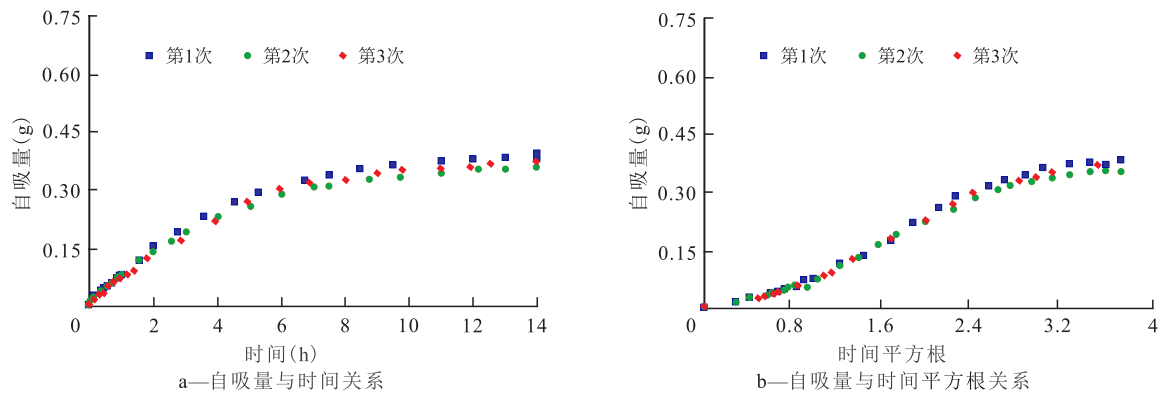 0.75
0.60
0.45
0.30
0.15
自吸量(g)
第1次 第2次 第3次
0 2 4 6 8 10 12 14
时间(h)
a—自吸量与时间关系
0.75
0.60
0.45
0.30
0.15
自吸量(g)
第1次 第2次 第3次
0 0.8 1.6 2.4 3.2 4
时间平方根
b—自吸量与时间平方根关系